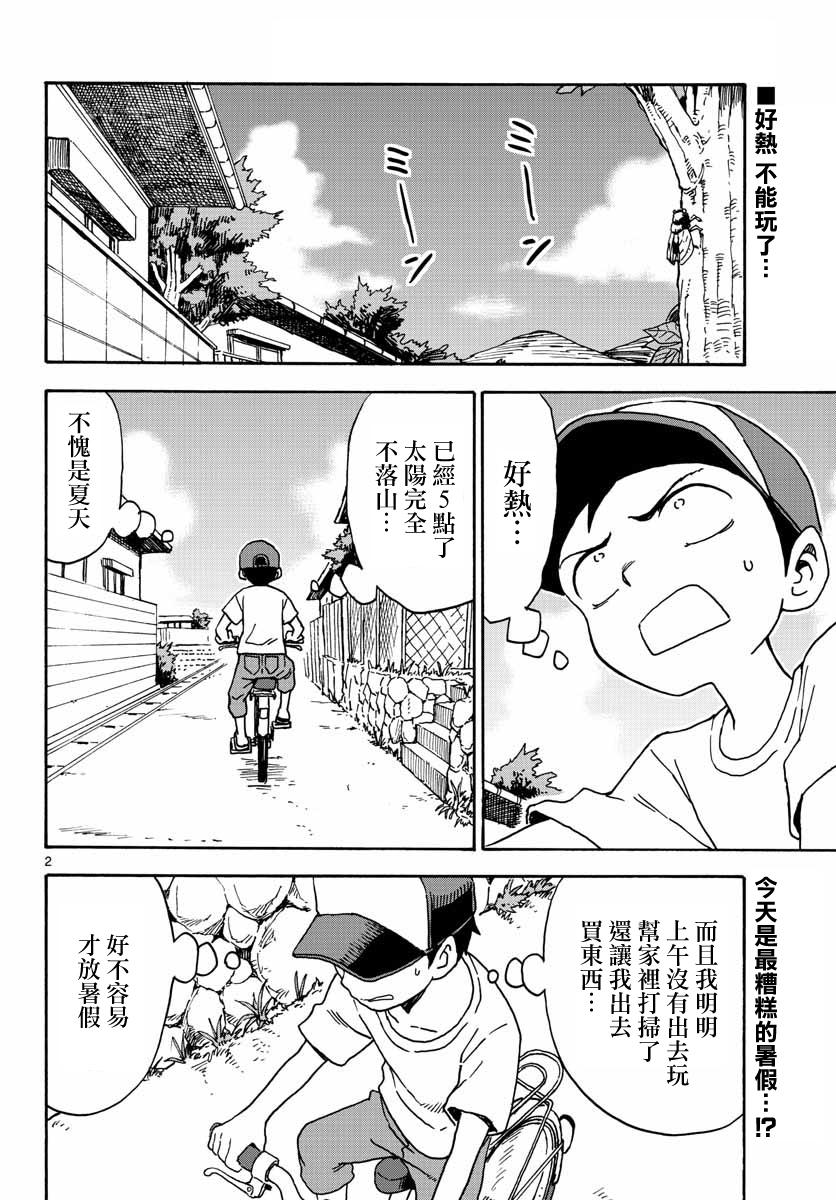 ■好熱 不能玩了…
ミーン
ミーン
好熱…
已經5點了
太陽完全
不落山…
不愧是夏天
2
今天是最糟糕的暑假…!?
而且我明明
上午沒有出去玩
幫家裡打掃了
還讓我出去
買東西…
好不容易
才放暑假